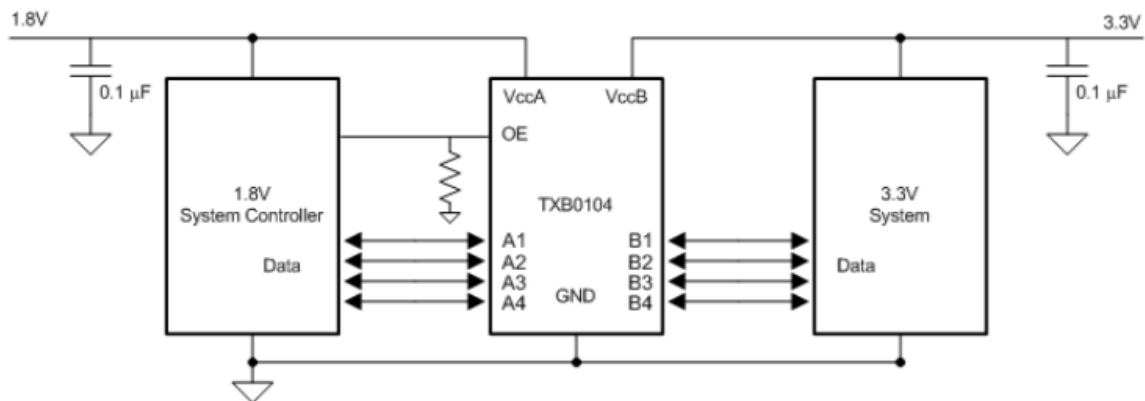 1.8V
3.3V
0.1 µF
0.1 µF
VccA
VccB
OE
1.8V
System Controller
TXB0104
3.3V
System
Data
A1
A2
A3
A4
GND
B1
B2
B3
B4
Data